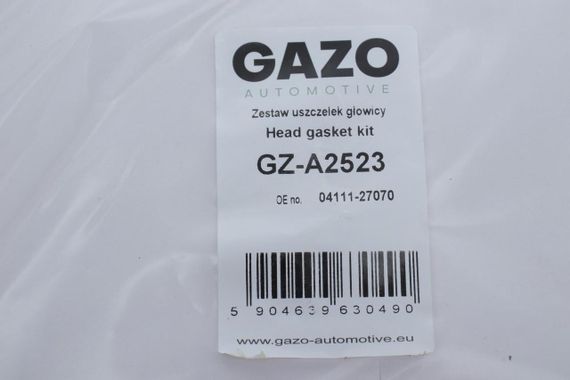 GAZO
AUTOMOTIVE
Zestaw uszczelek głowicy
Head gasket kit
GZ-A2523
OE no. 04111-27070
5 904639 630490
www.gazo-automotive.eu